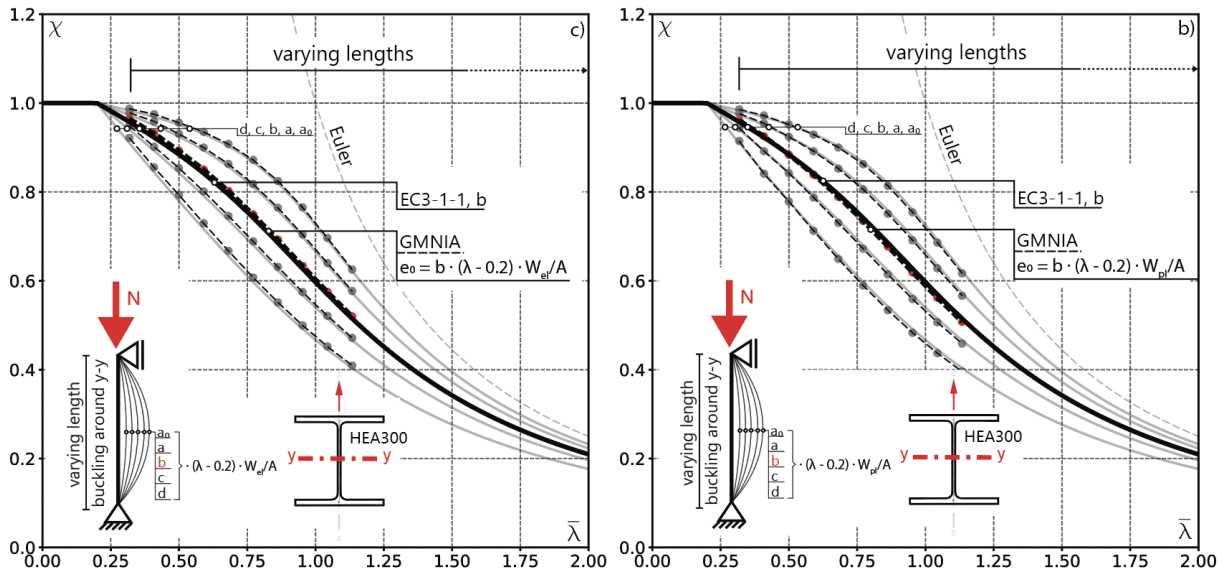 1.2
1.0
0.8
0.6
0.4
0.2
0.0
χ
c)
varying lengths
d, c, b, a, a₀
Euler
EC3-1-1, b
GMNIA
e₀ = b · (λ - 0.2) · W_el/A
N
varying length
buckling around y-y
a₀
a
b
c
d
· (λ - 0.2) · W_el/A
HEA300
y
y
z
λ̅
0.00
0.25
0.50
0.75
1.00
1.25
1.50
1.75
2.00
1.2
1.0
0.8
0.6
0.4
0.2
0.0
χ
b)
varying lengths
d, c, b, a, a₀
Euler
EC3-1-1, b
GMNIA
e₀ = b · (λ - 0.2) · W_pl/A
N
varying length
buckling around y-y
a₀
a
b
c
d
· (λ - 0.2) · W_pl/A
HEA300
y
y
z
λ̅
0.00
0.25
0.50
0.75
1.00
1.25
1.50
1.75
2.00